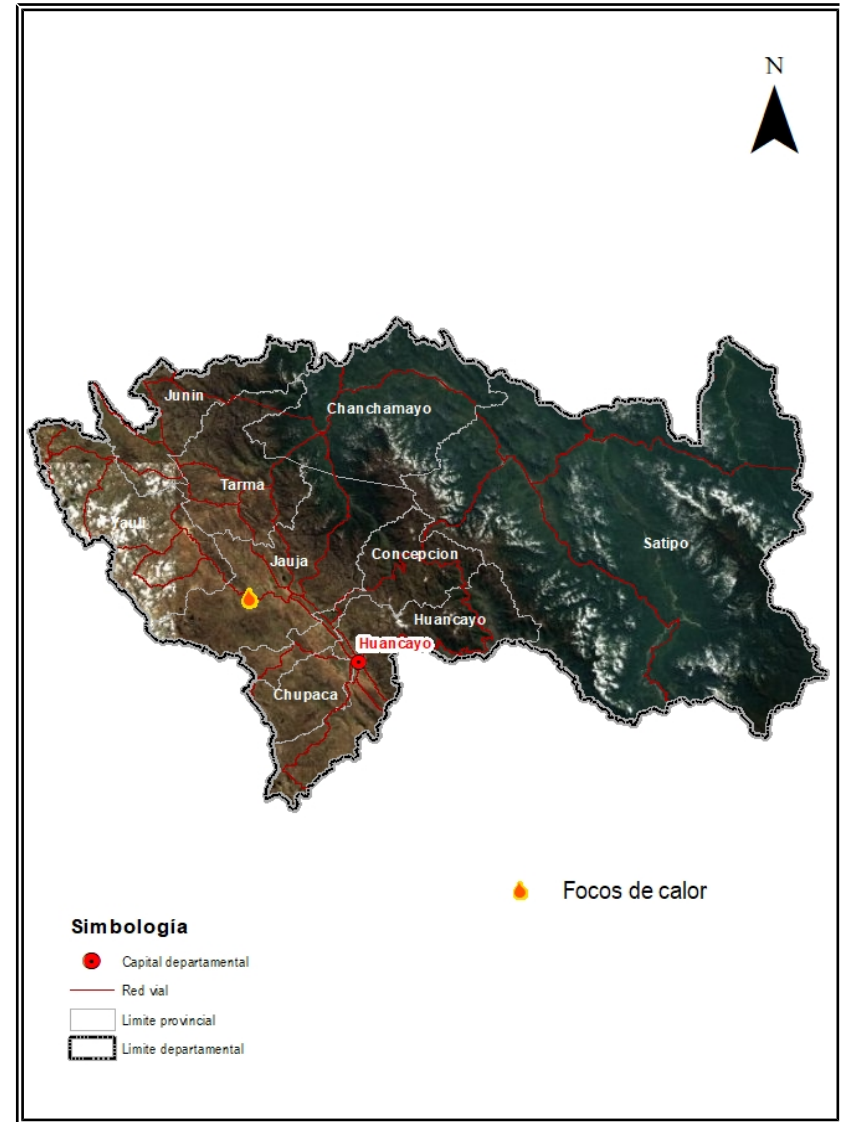 N
Junin
Chanchamayo
Tarma
Yauli
Satipo
Concepcion
Jauja
Huancayo
Huancayo
Chupaca
Focos de calor
Simbología
Capital departamental
Red vial
Limite provincial
Limite departamental